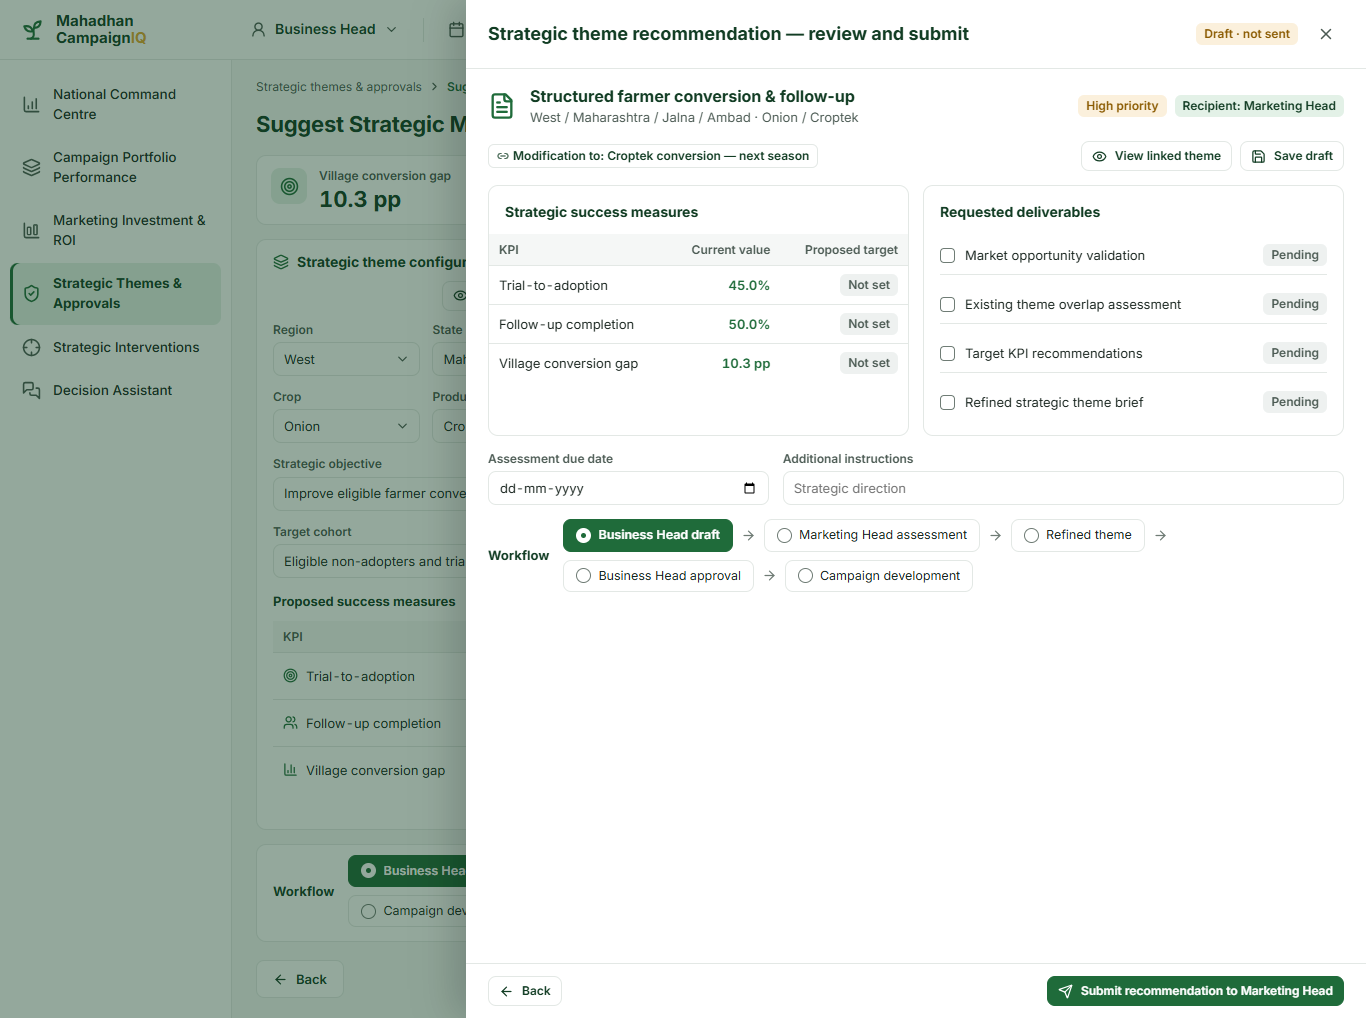 Mahadhan
CampaignIQ
Business Head
National Command
Centre
Campaign Portfolio
Performance
Marketing Investment &
ROI
Strategic Themes &
Approvals
Strategic Interventions
Decision Assistant
Strategic themes & approvals
Suggest Strategic M
Village conversion gap
10.3 pp
Strategic theme configur
Region
State
West
Crop
Onion
Strategic objective
Improve eligible farmer conve
Target cohort
Eligible non-adopters and tria
Proposed success measures
KPI
Trial-to-adoption
Follow-up completion
Village conversion gap
Workflow
Business Hea
Campaign dev
Back
Strategic theme recommendation — review and submit
Draft · not sent
Structured farmer conversion & follow-up
West / Maharashtra / Jalna / Ambad · Onion / Croptek
High priority
Recipient: Marketing Head
Modification to: Croptek conversion — next season
View linked theme
Save draft
Strategic success measures
KPI Current value Proposed target
Trial-to-adoption 45.0% Not set
Follow-up completion 50.0% Not set
Village conversion gap 10.3 pp Not set
Requested deliverables
Market opportunity validation Pending
Existing theme overlap assessment Pending
Target KPI recommendations Pending
Refined strategic theme brief Pending
Assessment due date
dd-mm-yyyy
Additional instructions
Strategic direction
Workflow
Business Head draft → Marketing Head assessment → Refined theme →
Business Head approval → Campaign development
Back
Submit recommendation to Marketing Head